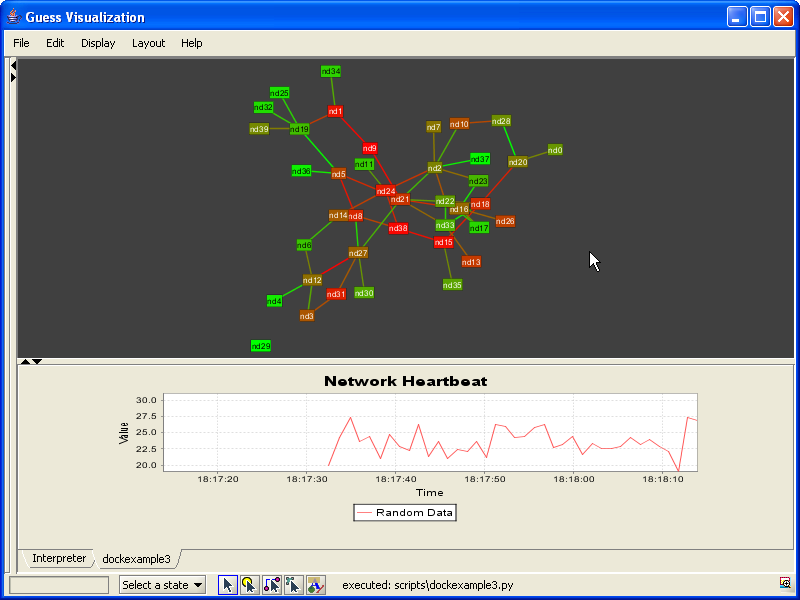 Guess Visualization
File Edit Display Layout Help
nd34
nd25
nd32
nd1
nd39
nd19
nd7
nd10
nd28
nd9
nd0
nd11
nd37
nd20
nd36
nd5
nd2
nd23
nd24
nd21
nd22
nd18
nd16
nd14
nd8
nd26
nd38
nd33
nd17
nd6
nd15
nd27
nd13
nd12
nd35
nd4
nd31
nd30
nd3
nd29
Network Heartbeat
30.0
27.5
25.0
22.5
20.0
Value
18:17:20 18:17:30 18:17:40 18:17:50 18:18:00 18:18:10
Time
Random Data
Interpreter dockexample3
Select a state executed: scripts\dockexample3.py